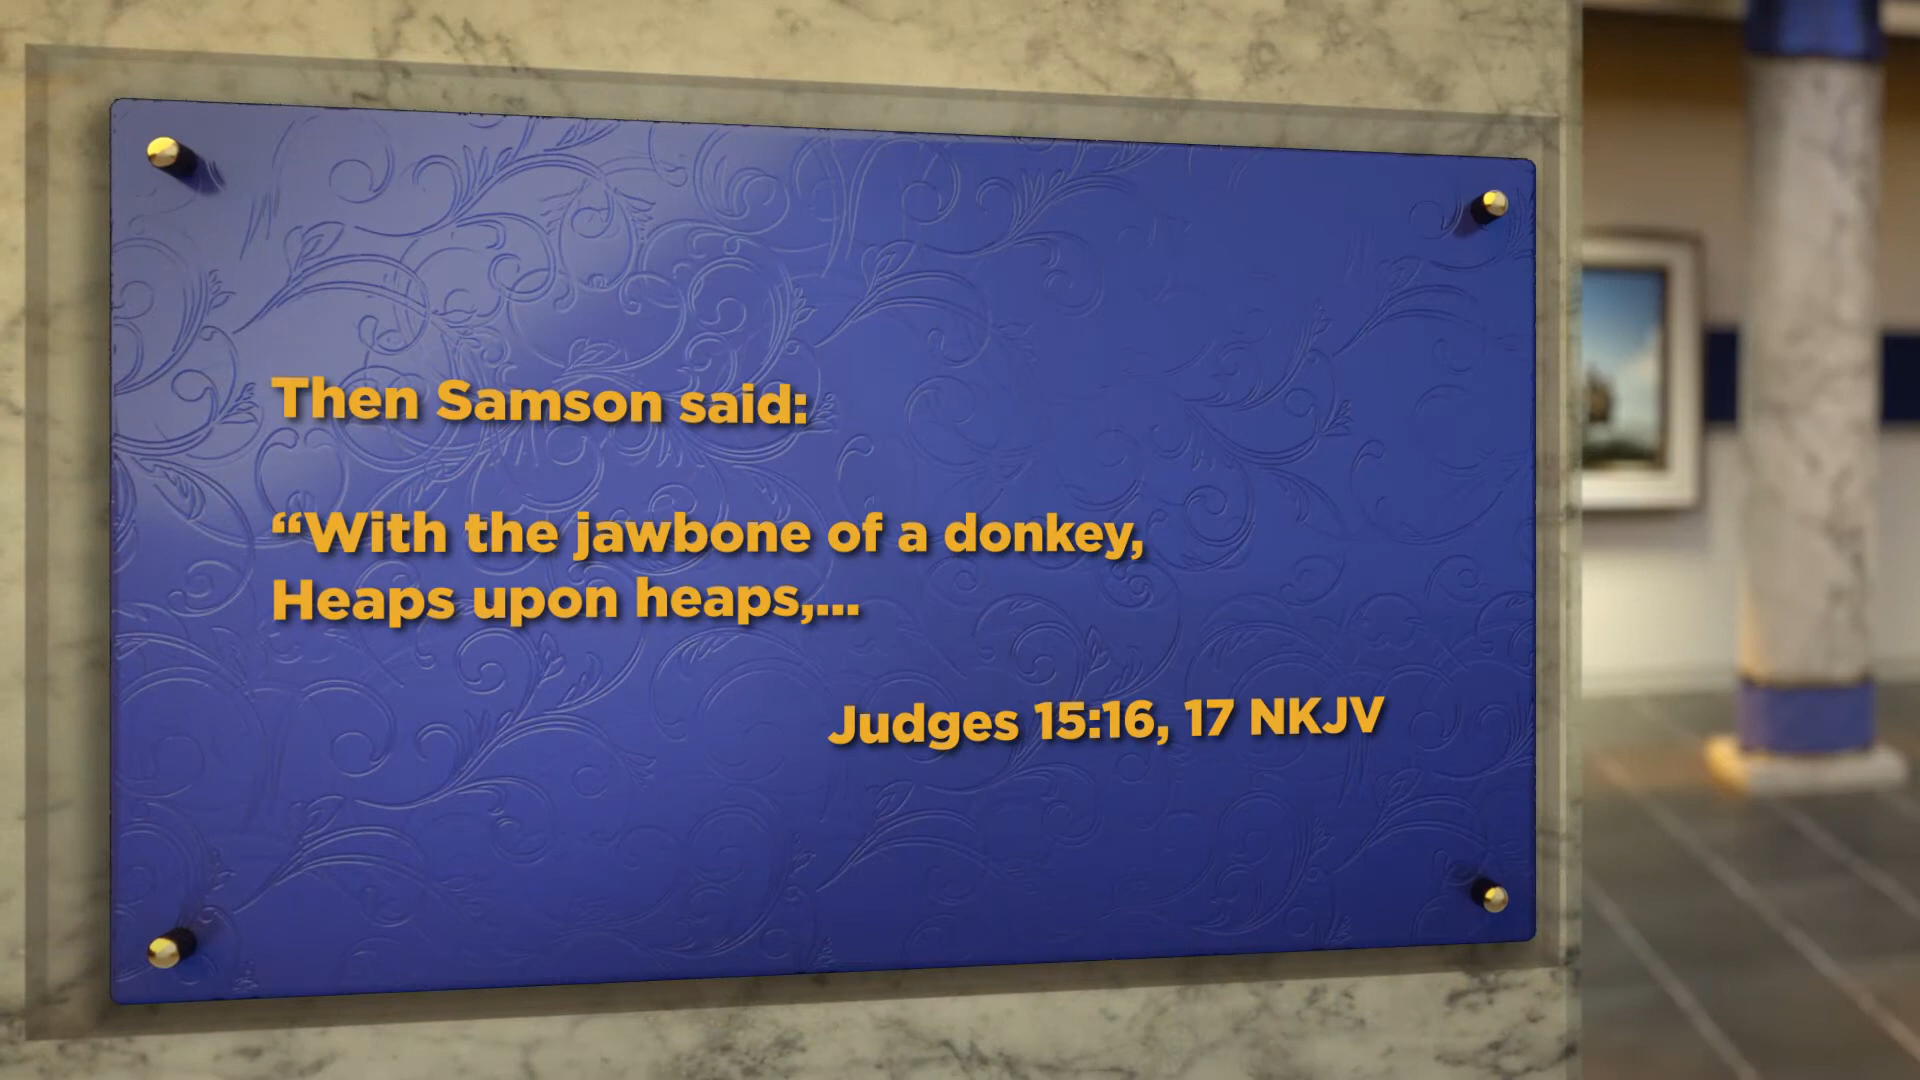 Then Samson said:
“With the jawbone of a donkey,
Heaps upon heaps,...
Judges 15:16, 17 NKJV